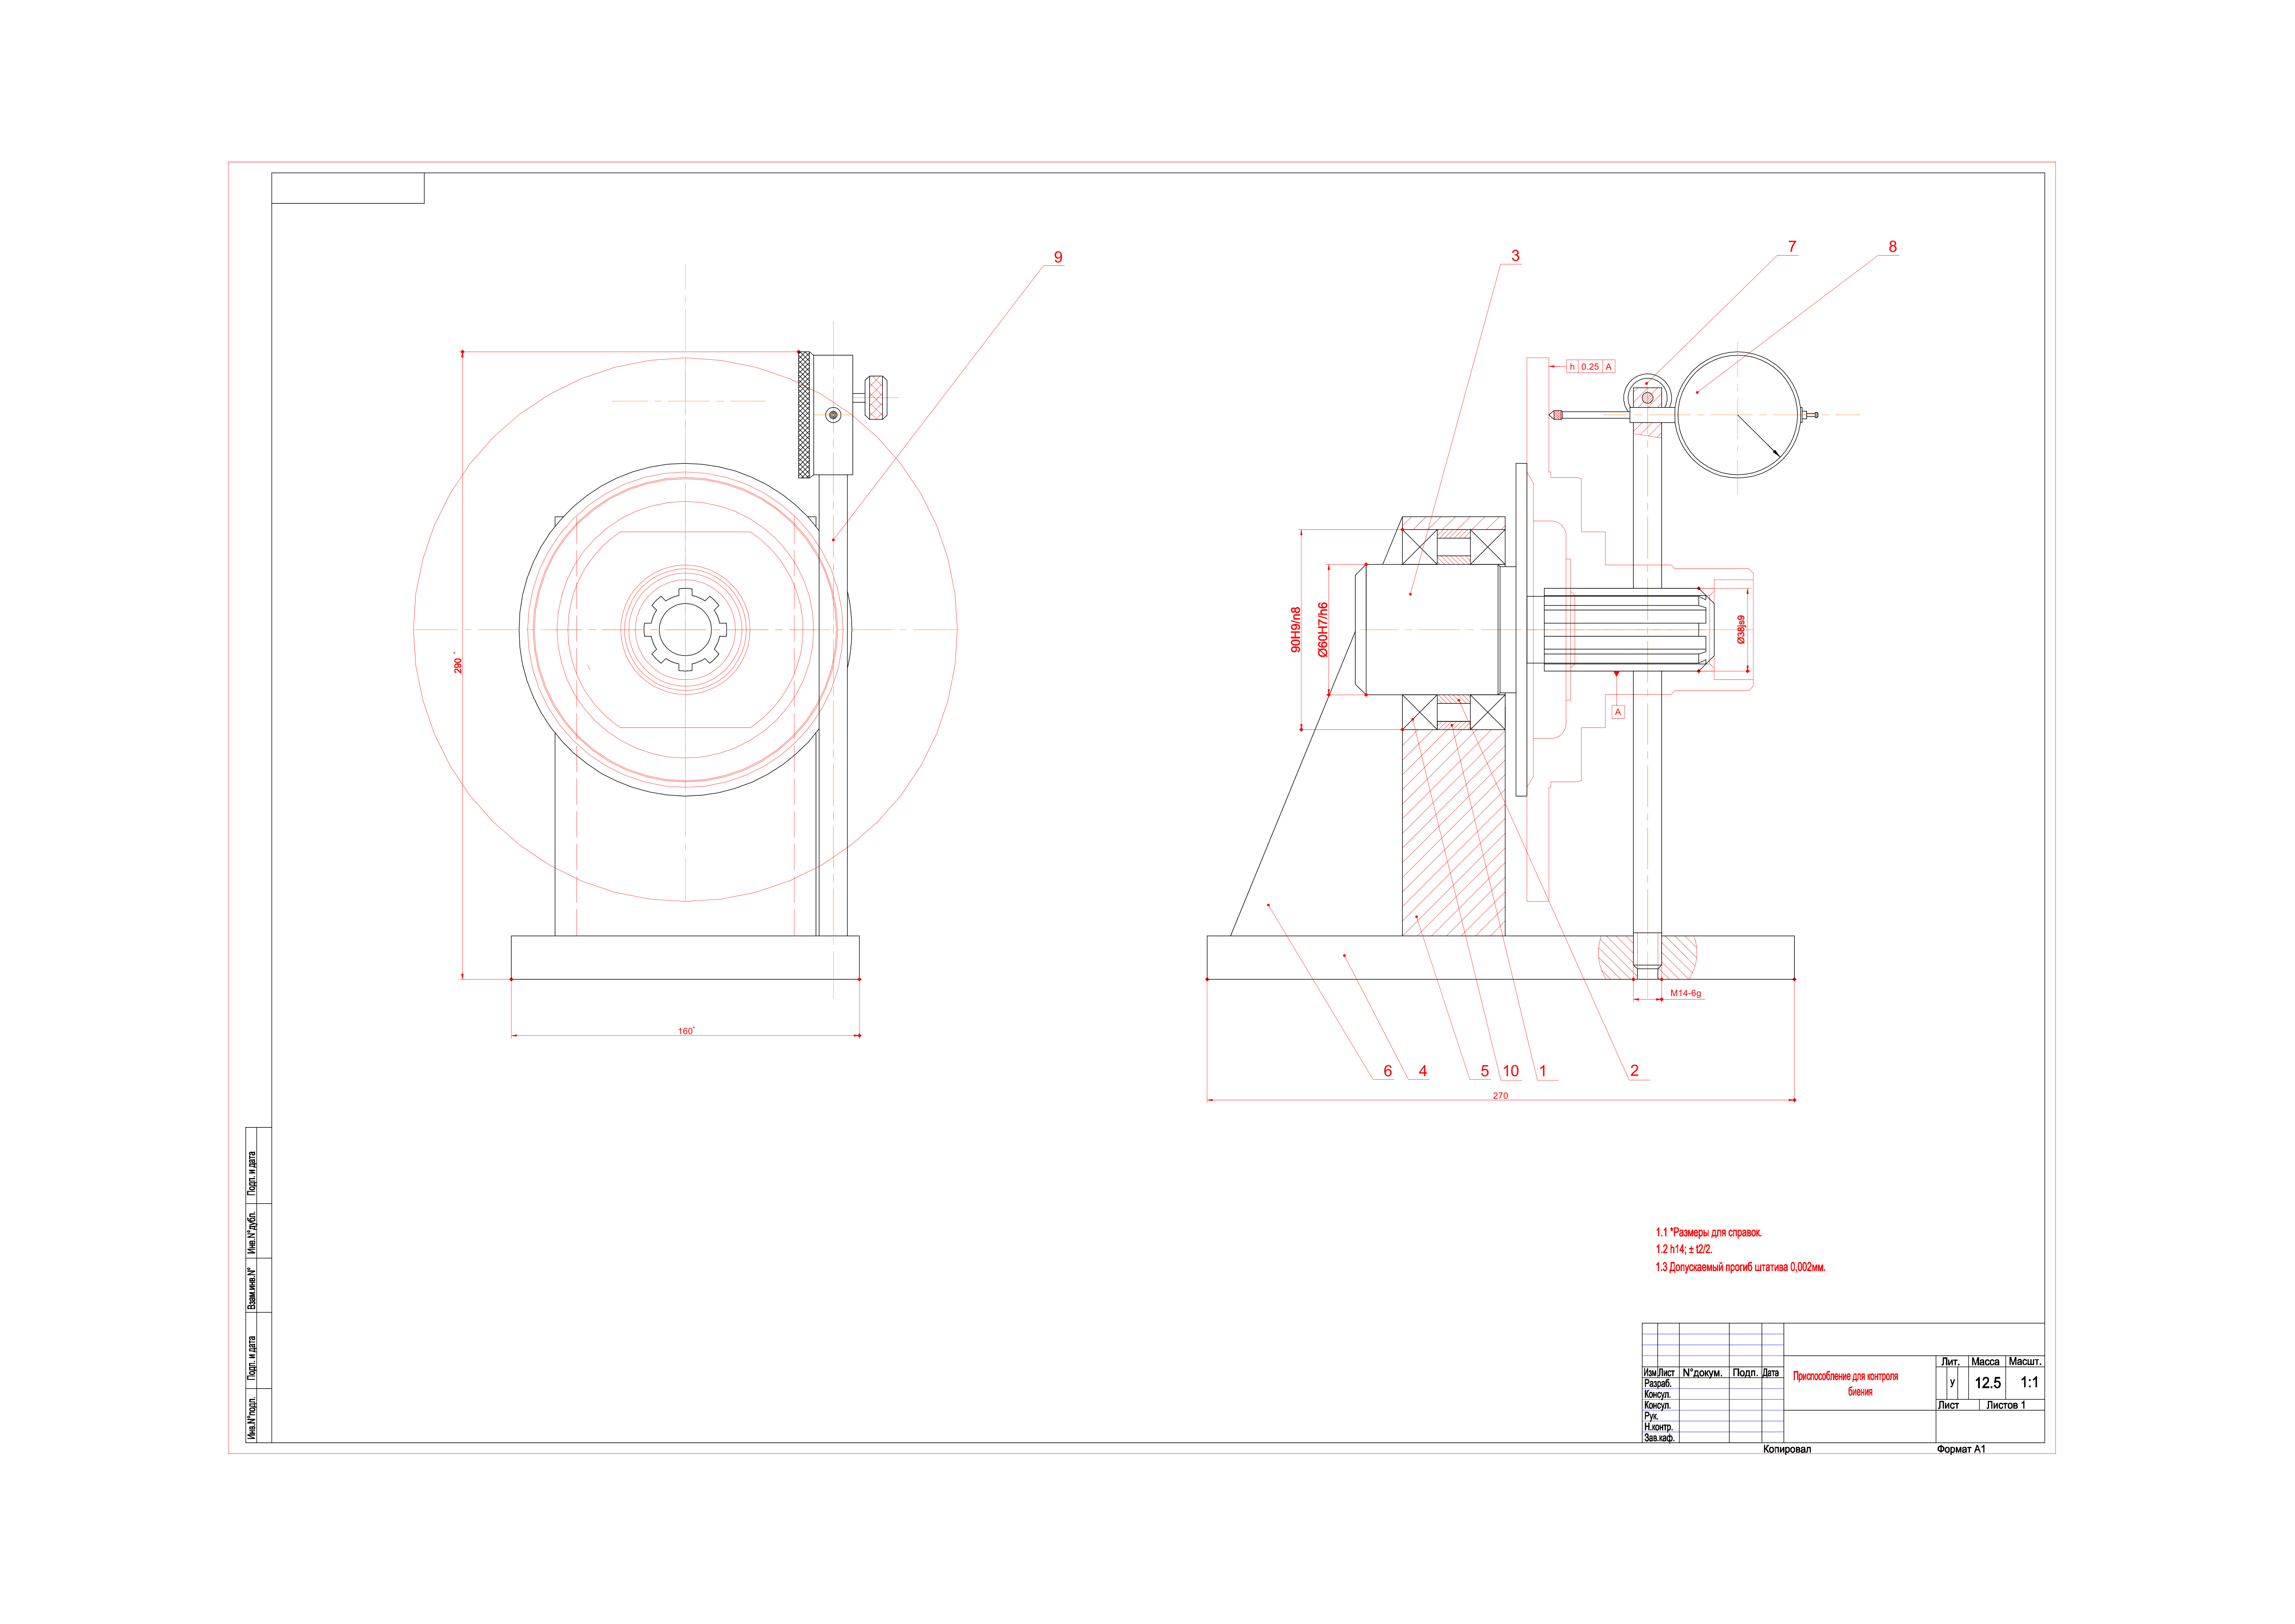 9
3
7
8
h 0.25 A
290*
90H9/n8
Ø60H7/h6
Ø38js9
A
M14-6g
160*
6
4
5
10
1
2
270
1.1 *Размеры для справок.
1.2 h14; ± t2/2.
1.3 Допускаемый прогиб штатива 0,002мм.
Подп. и дата
Инв.N°дубл.
Взам.инв.N°
Подп. и дата
Инв.N°подл.
Изм Лист N°докум. Подп. Дата
Разраб.
Консул.
Консул.
Рук.
Н.контр.
Зав.каф.
Приспособление для контроля
биения
Лит. Масса Масшт.
у 12.5 1:1
Лист Листов 1
Копировал Формат А1